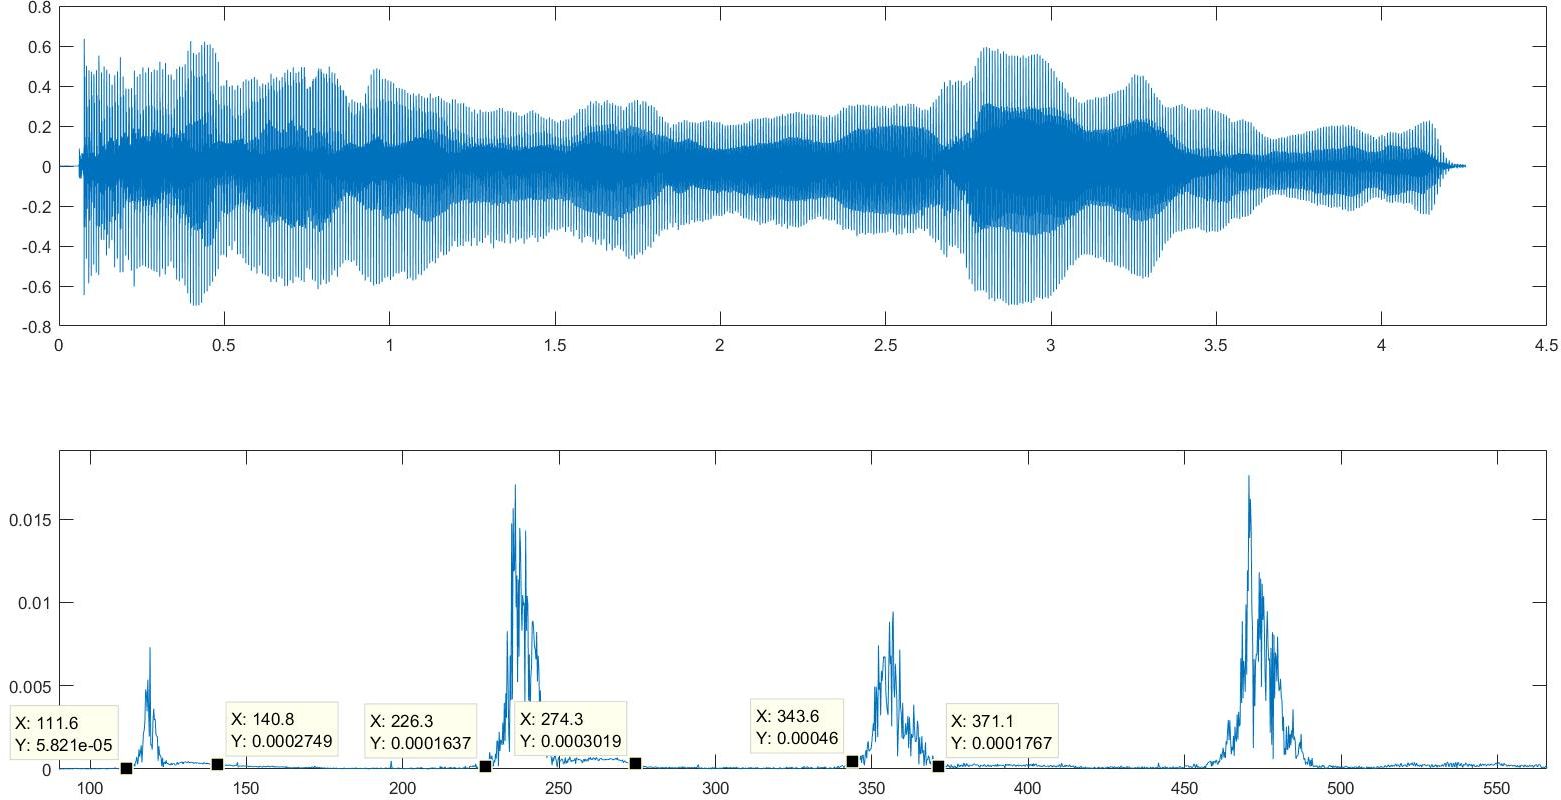 0.8
0.6
0.4
0.2
0
-0.2
-0.4
-0.6
-0.8
0 0.5 1 1.5 2 2.5 3 3.5 4 4.5
0.015
0.01
0.005
0
X: 111.6
Y: 5.821e-05
X: 140.8
Y: 0.0002749
X: 226.3
Y: 0.0001637
X: 274.3
Y: 0.0003019
X: 343.6
Y: 0.00046
X: 371.1
Y: 0.0001767
100 150 200 250 300 350 400 450 500 550